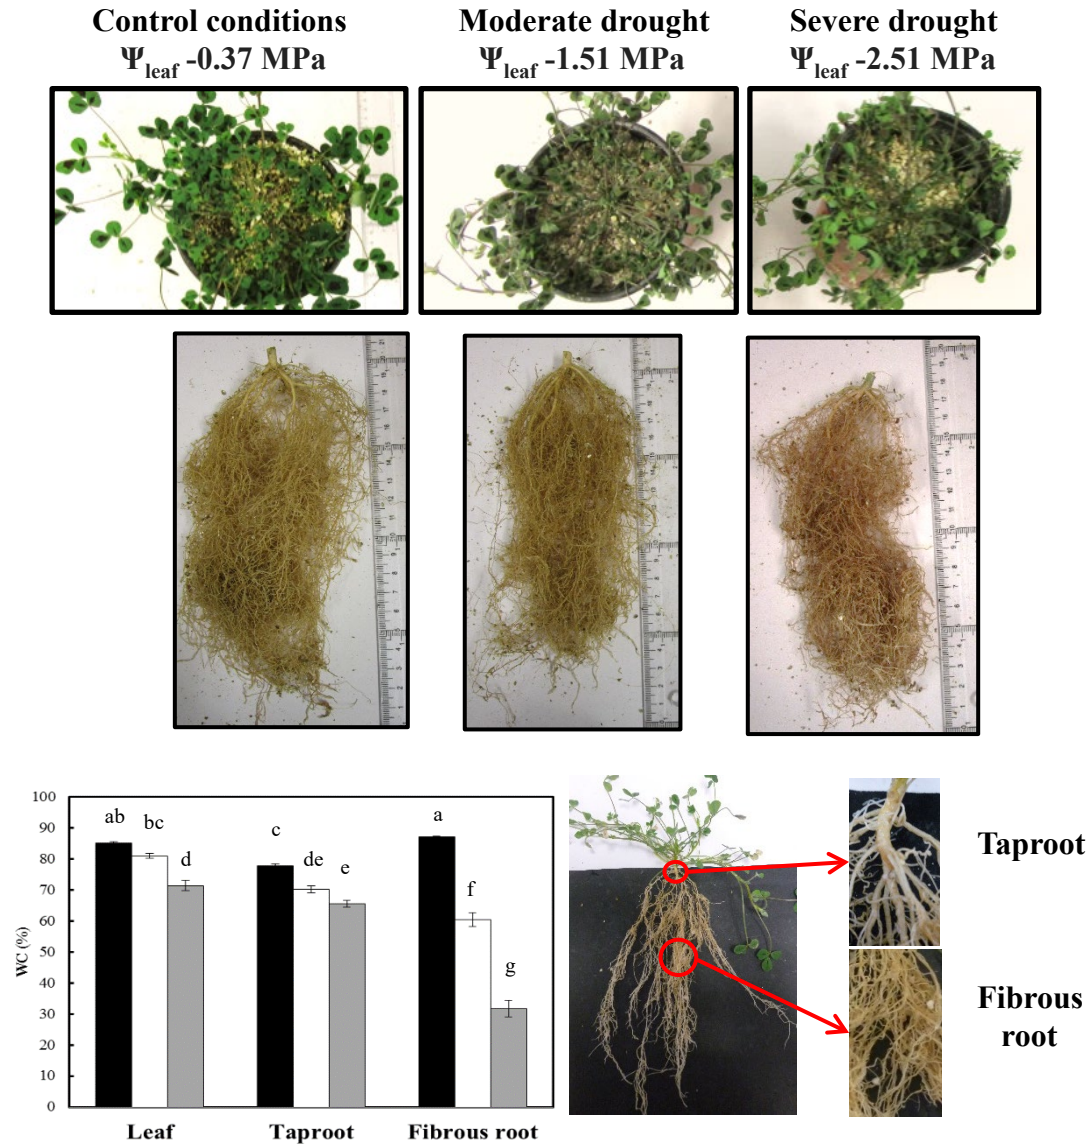 Control conditions
Ψleaf -0.37 MPa
Moderate drought
Ψleaf -1.51 MPa
Severe drought
Ψleaf -2.51 MPa
100
90
80
70
60
50
40
30
20
10
0
WC (%)
ab
bc
d
c
de
e
a
f
g
Leaf
Taproot
Fibrous root
Taproot
Fibrous
root